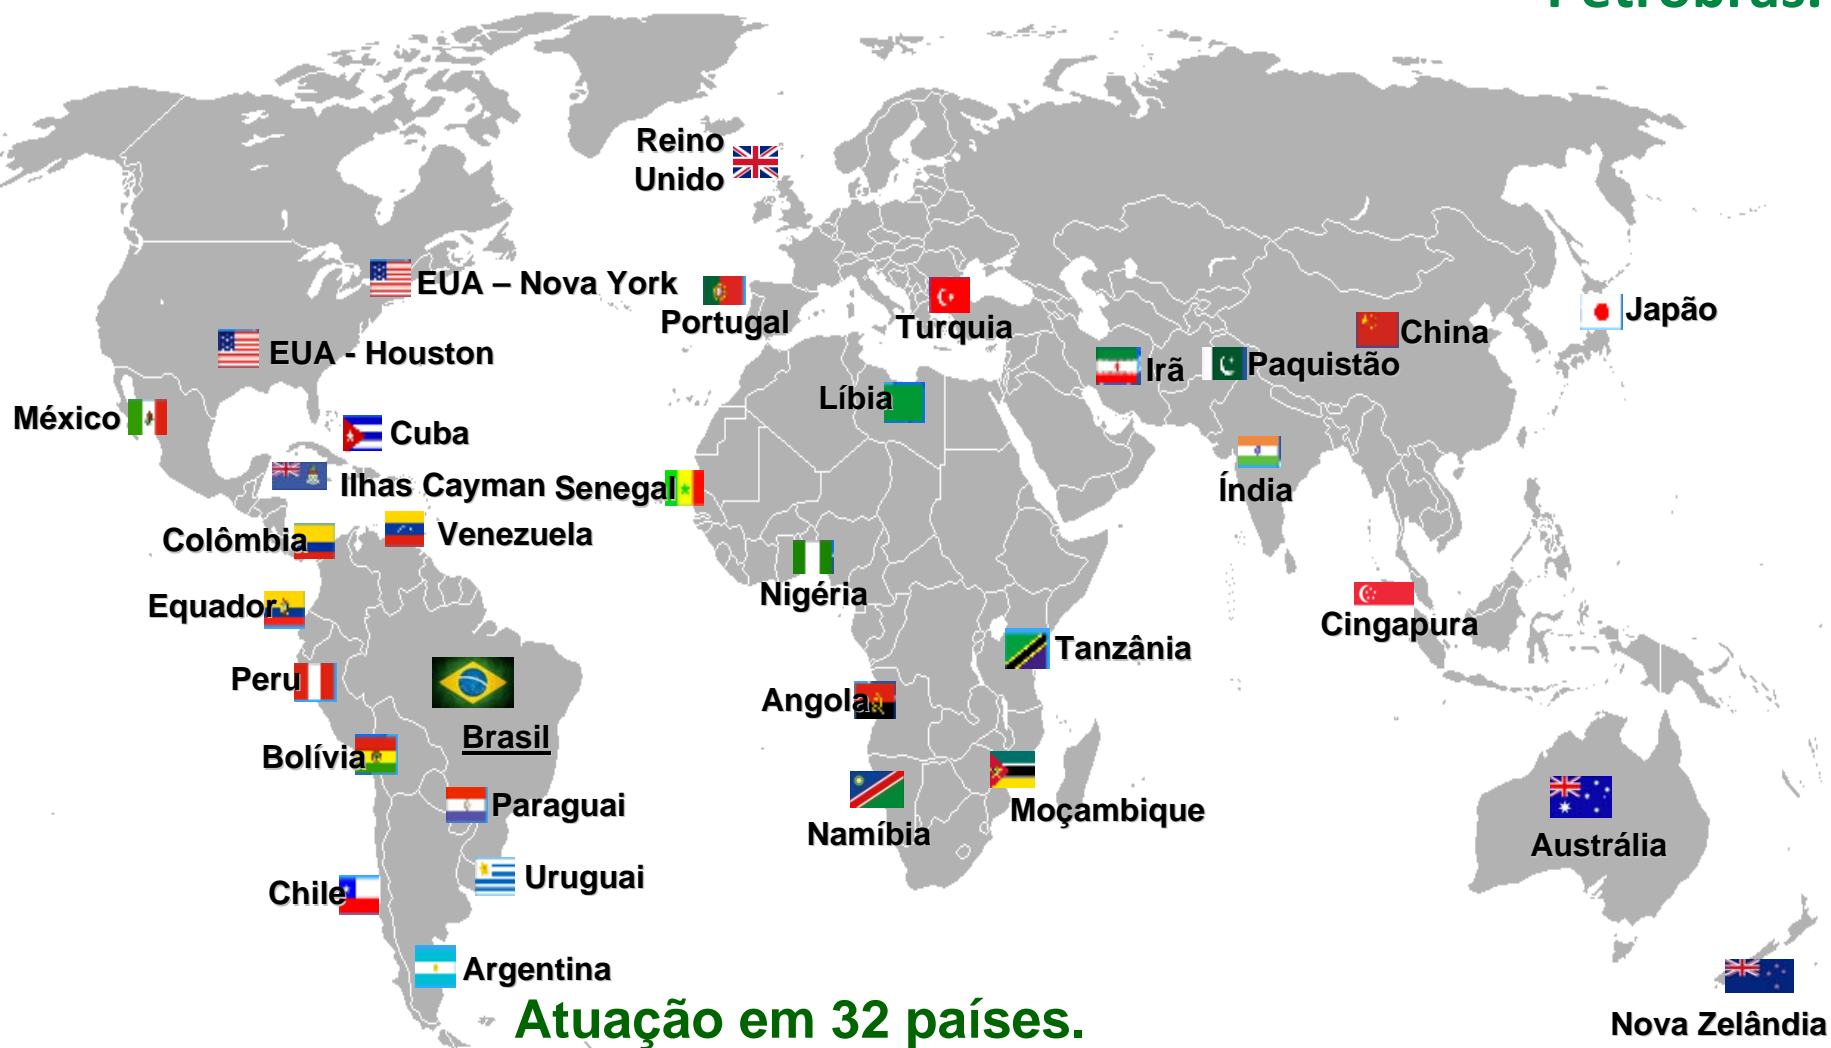 Petrobras.
Reino
Unido
EUA – Nova York
Portugal
Turquia
Japão
China
EUA - Houston
Irã
Paquistão
Líbia
México
Cuba
Ilhas Cayman
Senegal
Índia
Colômbia
Venezuela
Nigéria
Equador
Cingapura
Tanzânia
Peru
Angola
Brasil
Bolívia
Paraguai
Moçambique
Namíbia
Austrália
Uruguai
Chile
Argentina
Atuação em 32 países.
Nova Zelândia